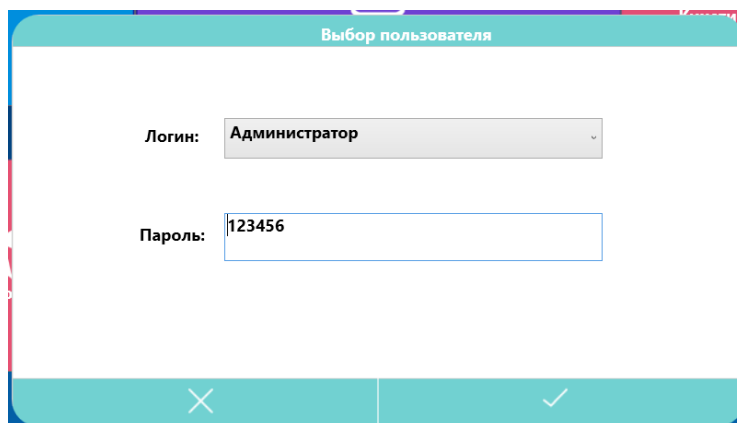 Выбор пользователя
Логин:
Администратор
Пароль:
123456